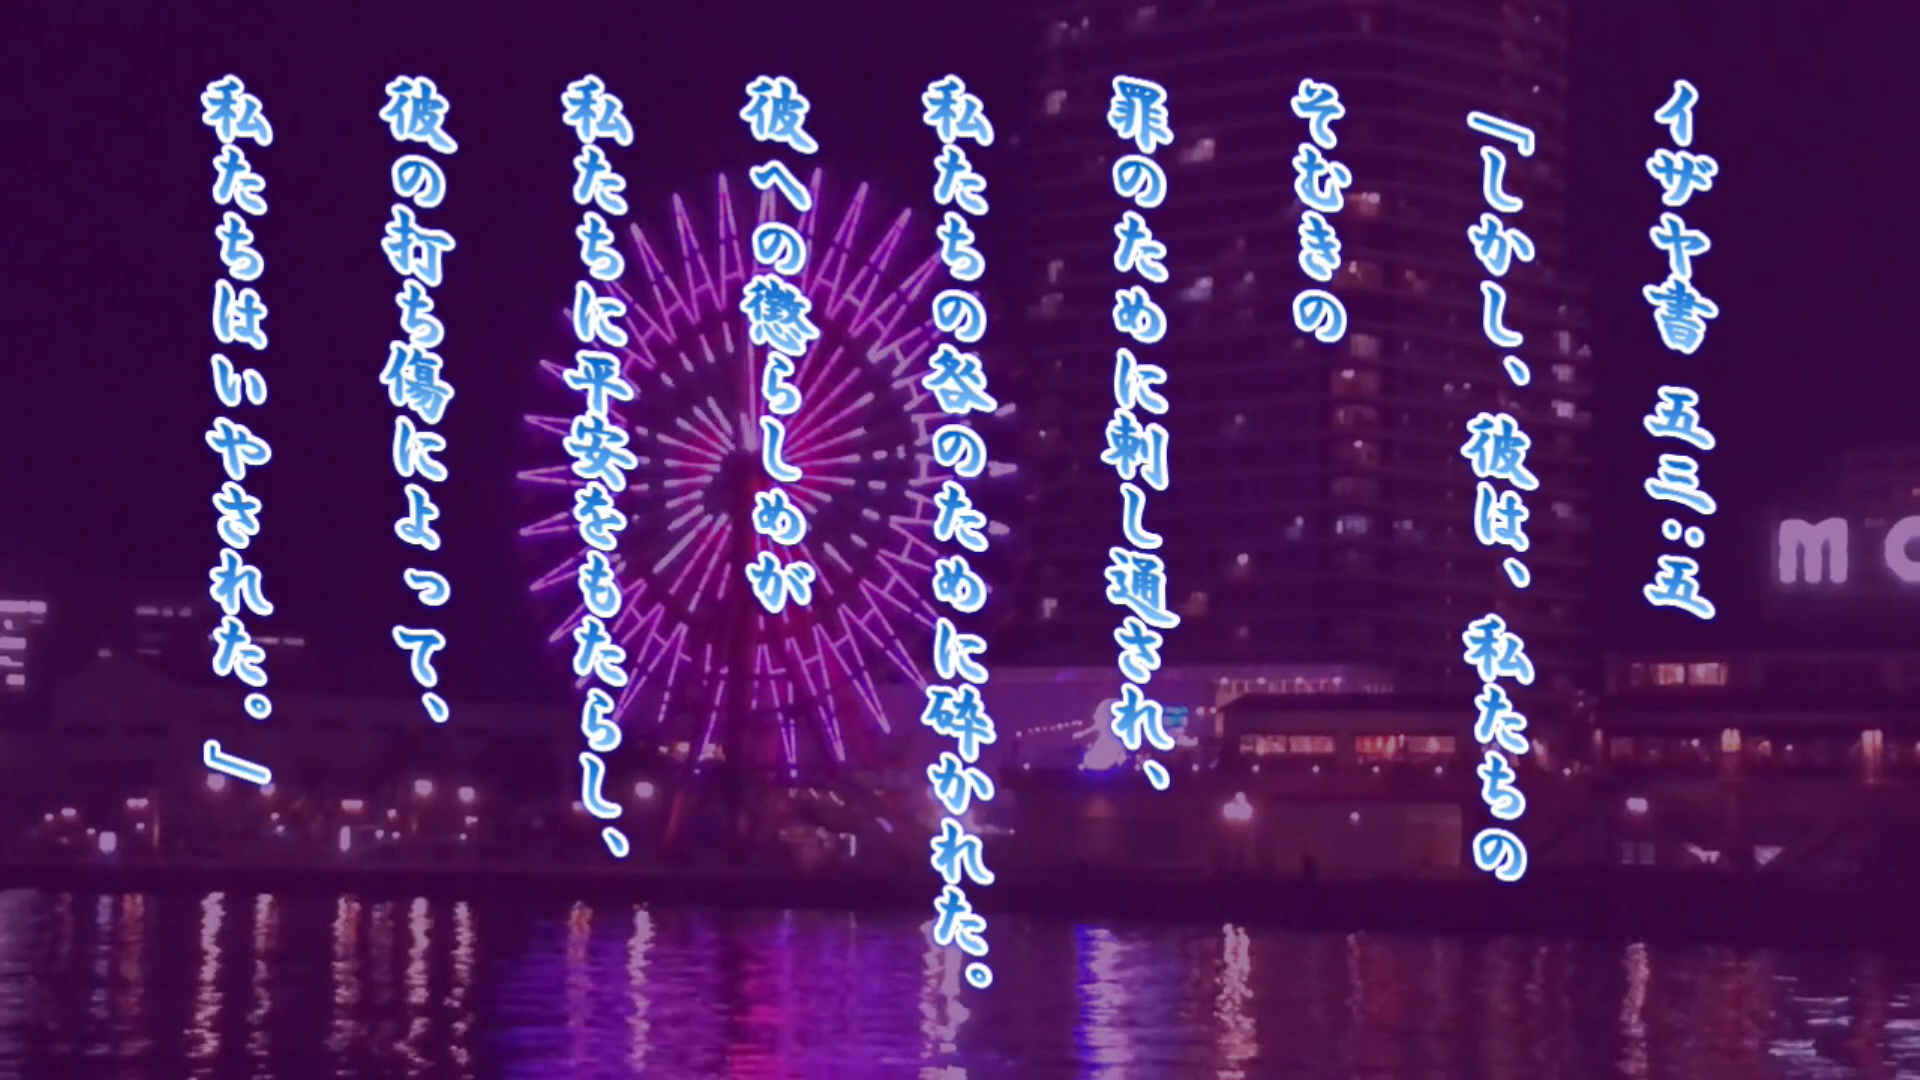 イザヤ書 五三:五
「しかし、彼は、私たちの
そむきの
罪のために刺し通され、
私たちの咎のために砕かれた。
彼への懲らしめが
私たちに平安をもたらし、
彼の打ち傷によって、
私たちはいやされた。」